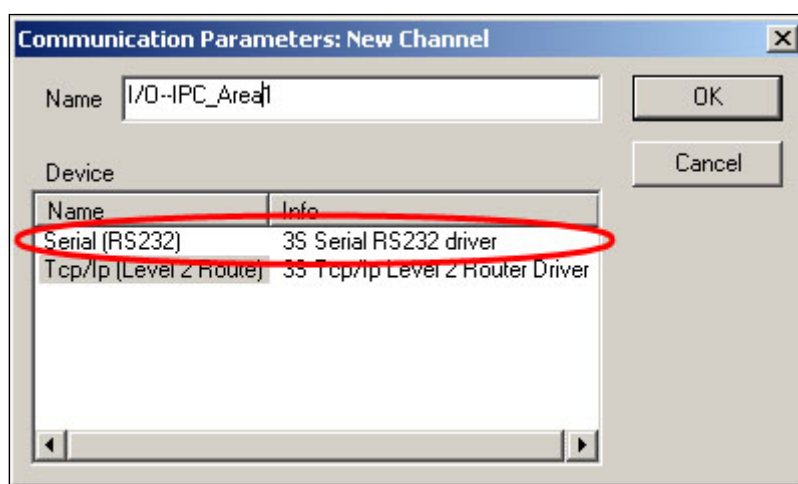 Communication Parameters: New Channel
Name I/O--IPC_Area1 OK
Cancel
Device
Name Info
Serial (RS232) 3S Serial RS232 driver
Tcp/Ip (Level 2 Route) 3S Tcp/Ip Level 2 Router Driver